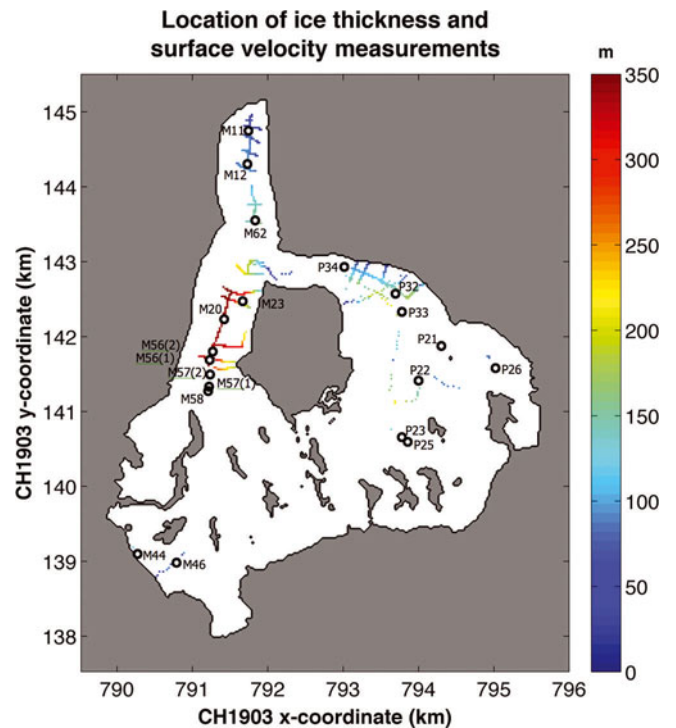 Location of ice thickness and
surface velocity measurements
m
350
300
250
200
150
100
50
0
145
144
143
142
141
140
139
138
CH1903 y-coordinate (km)
M11
M12
M62
P34
P32
M23
M20
P33
M56(2)
M56(1)
P21
M57(2)
P22
P26
M57(1)
M58
P23
P25
M44
M46
790 791 792 793 794 795 796
CH1903 x-coordinate (km)